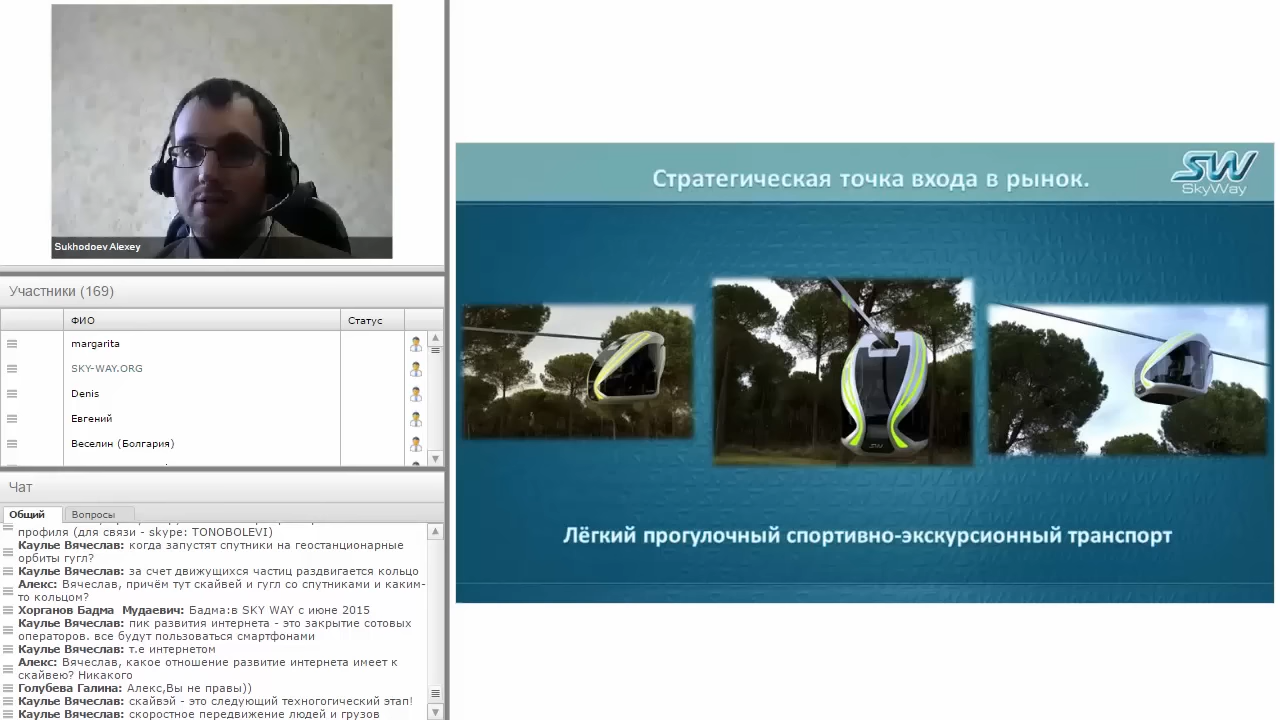 Sukhodoev Alexey
Участники (169)
ФИО
Статус
margarita
SKY-WAY.ORG
Denis
Евгений
Веселин (Болгария)
Чат
Общий
Вопросы
профиля (для связи - skype: TONOBOLEVI)
Каулье Вячеслав: когда запустят спутники на геостанционарные
орбиты гугл?
Каулье Вячеслав: за счет движущихся частиц раздвигается кольцо
Алекс: Вячеслав, причём тут скайвей и гугл со спутниками и каким-
то кольцом?
Хорганов Бадма Мудаевич: Бадма:в SKY WAY с июне 2015
Каулье Вячеслав: пик развития интернета - это закрытие сотовых
операторов. все будут пользоваться смартфонами
Каулье Вячеслав: т.е интернетом
Алекс: Вячеслав, какое отношение развитие интернета имеет к
скайвею? Никакого
Голубева Галина: Алекс,Вы не правы))
Каулье Вячеслав: скайвэй - это следующий техногогический этап!
Каулье Вячеслав: скоростное передвижение людей и грузов
Стратегическая точка входа в рынок.
SW
SkyWay
SW
Лёгкий прогулочный спортивно-экскурсионный транспорт